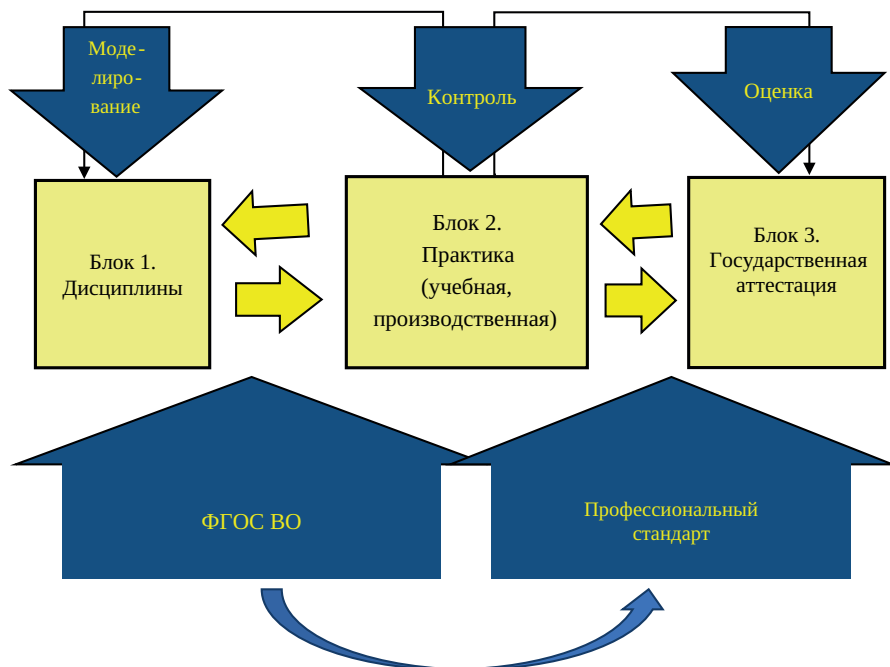 Моде-
лиро-
вание
Контроль
Оценка
Блок 1.
Дисциплины
Блок 2.
Практика
(учебная,
производственная)
Блок 3.
Государственная
аттестация
ФГОС ВО
Профессиональный
стандарт